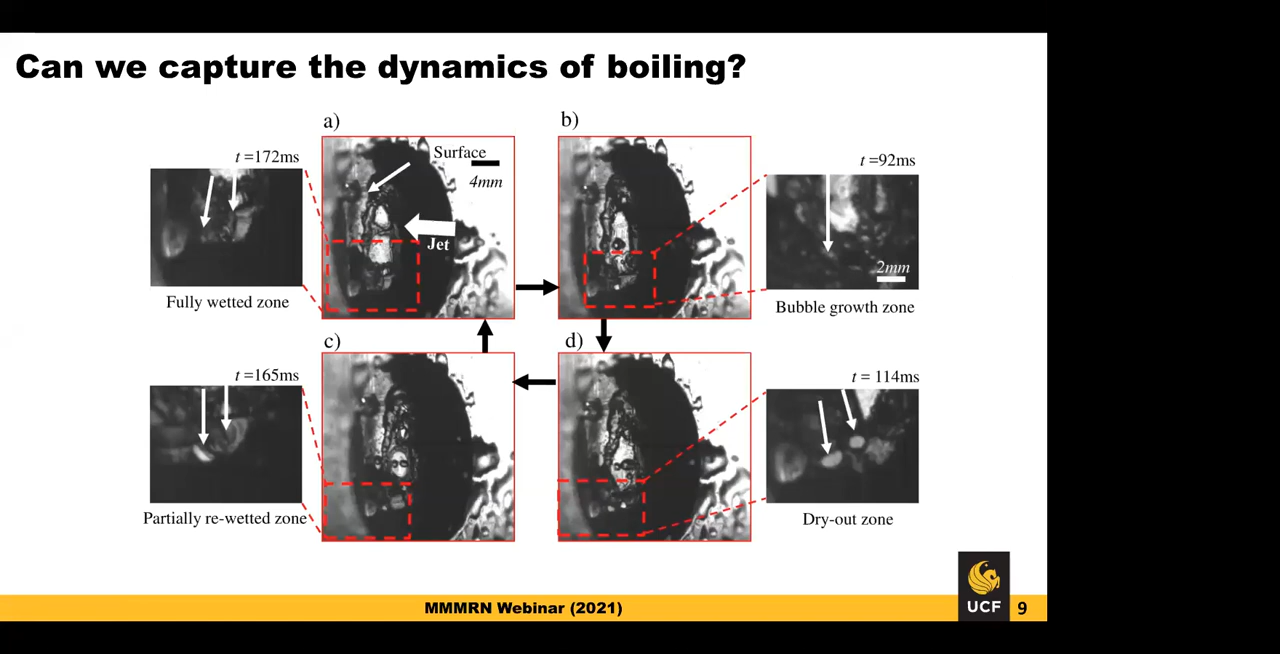 Can we capture the dynamics of boiling?
a)
b)
t =172ms
Surface
4mm
Jet
t =92ms
2mm
Fully wetted zone
Bubble growth zone
c)
d)
t =165ms
t = 114ms
Partially re-wetted zone
Dry-out zone
MMMRN Webinar (2021)
UCF
9